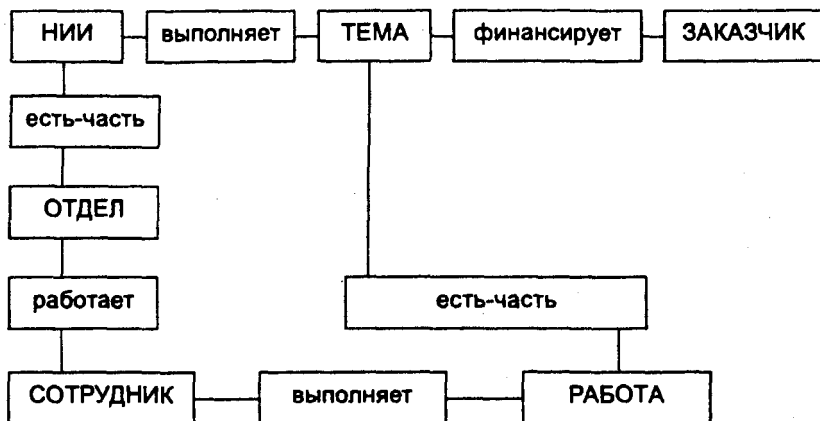 НИИ выполняет ТЕМА финансирует ЗАКАЗЧИК
есть-часть
ОТДЕЛ
работает есть-часть
СОТРУДНИК выполняет РАБОТА